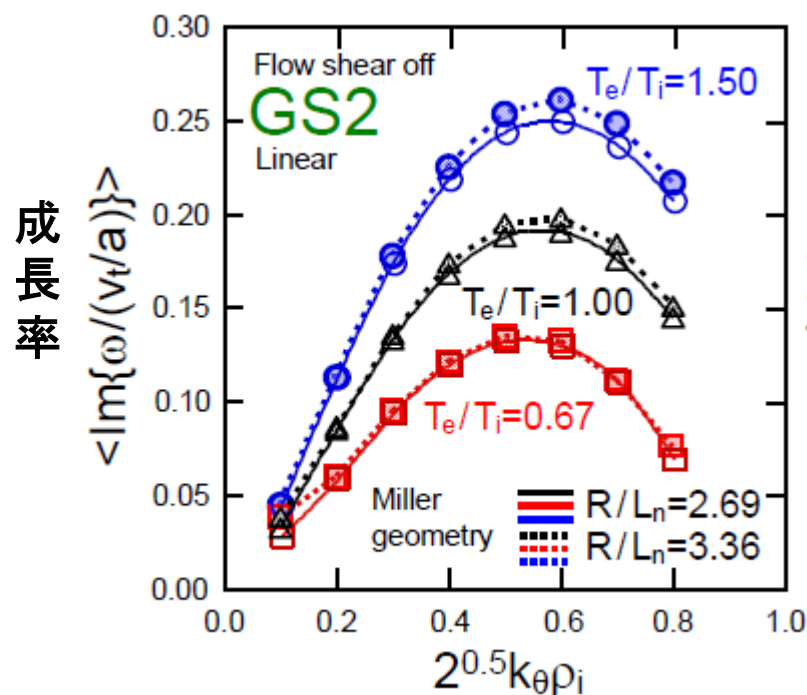 0.30
0.25
0.20
0.15
0.10
0.05
0.00
0.0
0.2
0.4
0.6
0.8
1.0
成長率
<Im{ω/(v_t/a)}>
2^0.5 k_θρ_i
Flow shear off
GS2
Linear
T_e/T_i=1.50
T_e/T_i=1.00
T_e/T_i=0.67
Miller
geometry
R/L_n=2.69
R/L_n=3.36